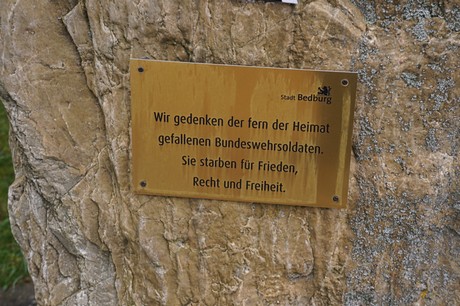 Stadt Bedburg
Wir gedenken der fern der Heimat
gefallenen Bundeswehrsoldaten.
Sie starben für Frieden,
Recht und Freiheit.